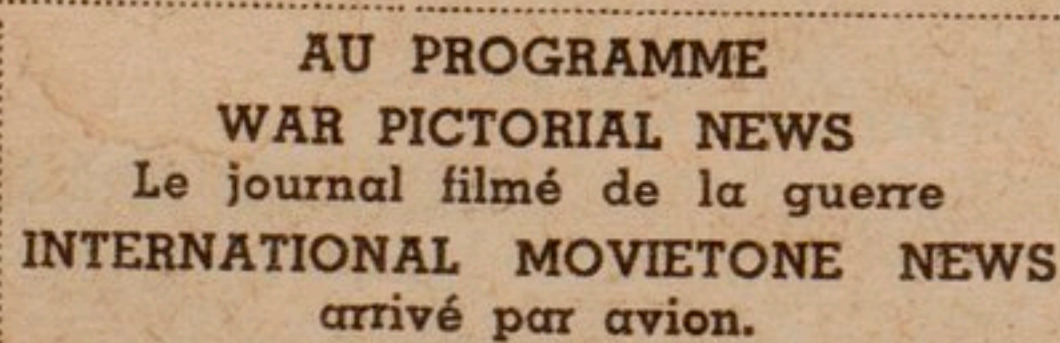 AU PROGRAMME
WAR PICTORIAL NEWS
Le journal filmé de la guerre
INTERNATIONAL MOVIETONE NEWS
arrivé par avion.